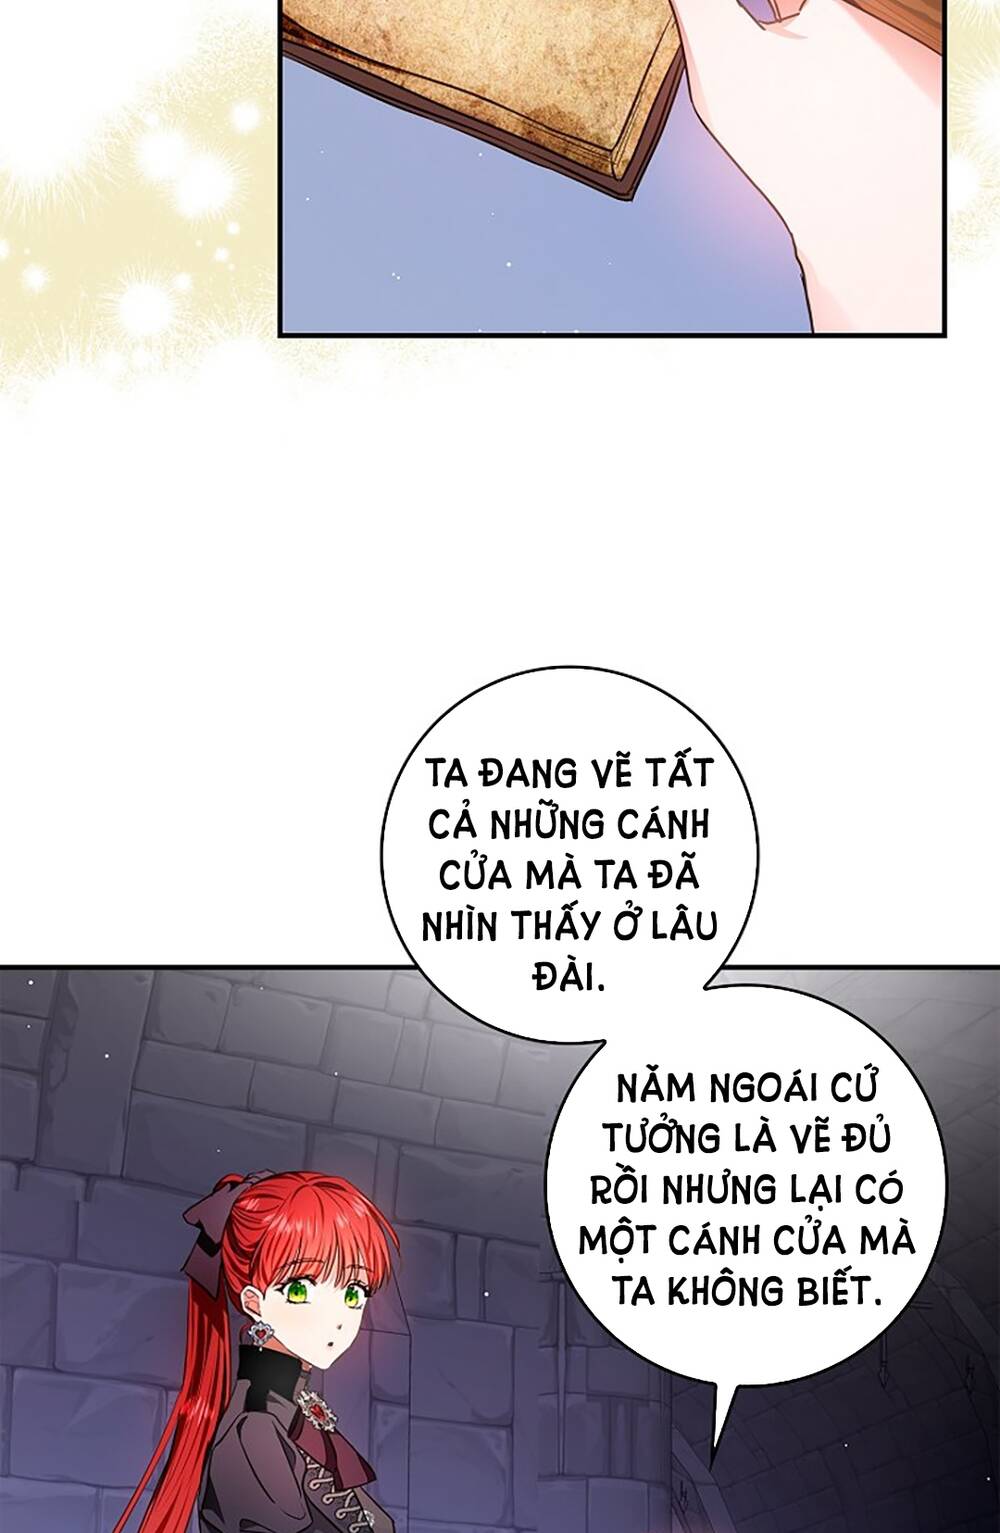 TA ĐANG VẼ TẤT
CẢ NHỮNG CÁNH
CỬA MÀ TA ĐÃ
NHÌN THẤY Ở LÂU
ĐÀI.
NĂM NGOÁI CỨ
TƯỞNG LÀ VẼ ĐỦ
RỒI NHƯNG LẠI CÓ
MỘT CÁNH CỬA MÀ
TA KHÔNG BIẾT.